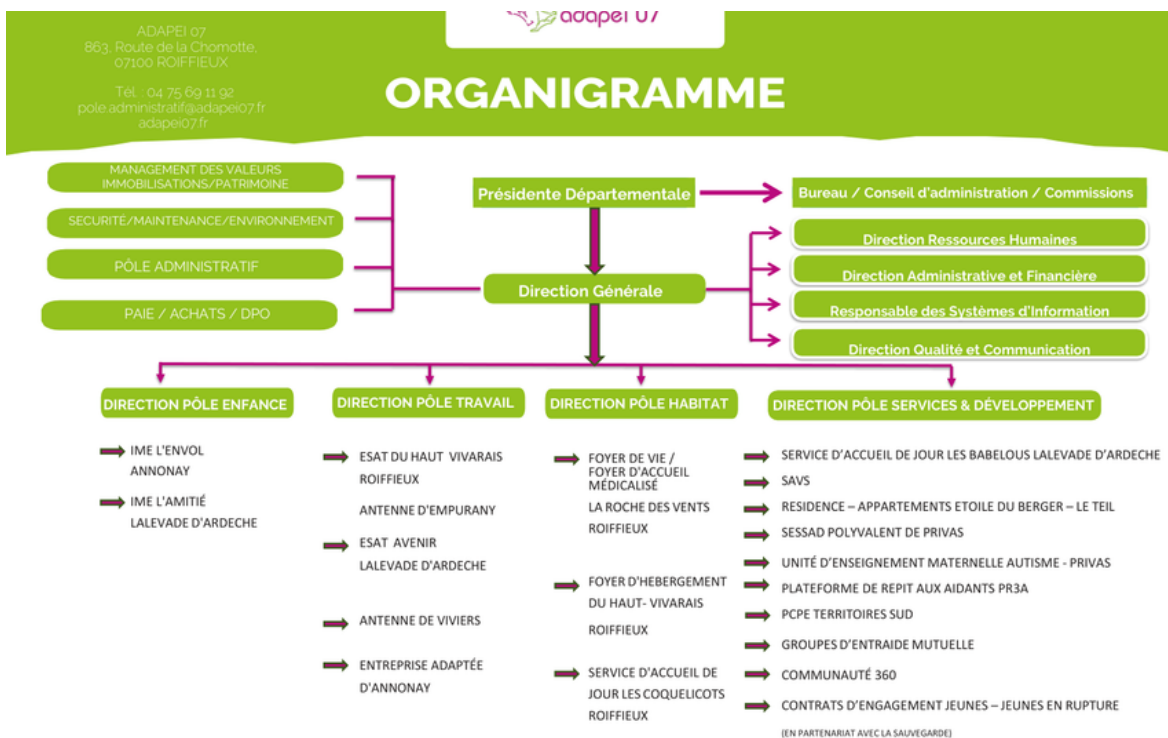 adapei 07
ADAPEI 07
863, Route de la Chomotte,
07100 ROIFFIEUX
Tél. : 04 75 69 11 92
pole.administratif@adapei07.fr
adapei07.fr
ORGANIGRAMME
MANAGEMENT DES VALEURS
IMMOBILISATIONS/PATRIMOINE
SECURITÉ/MAINTENANCE/ENVIRONNEMENT
PÔLE ADMINISTRATIF
PAIE / ACHATS / DPO
Présidente Départementale
Bureau / Conseil d'administration / Commissions
Direction Générale
Direction Ressources Humaines
Direction Administrative et Financière
Responsable des Systèmes d'Information
Direction Qualité et Communication
DIRECTION PÔLE ENFANCE
IME L'ENVOL
ANNONAY
IME L'AMITIÉ
LALEVADE D'ARDECHE
DIRECTION PÔLE TRAVAIL
ESAT DU HAUT VIVARAIS
ROIFFIEUX
ANTENNE D'EMPURANY
ESAT AVENIR
LALEVADE D'ARDECHE
ANTENNE DE VIVIERS
ENTREPRISE ADAPTÉE
D'ANNONAY
DIRECTION PÔLE HABITAT
FOYER DE VIE /
FOYER D'ACCUEIL
MÉDICALISÉ
LA ROCHE DES VENTS
ROIFFIEUX
FOYER D'HEBERGEMENT
DU HAUT- VIVARAIS
ROIFFIEUX
SERVICE D'ACCUEIL DE
JOUR LES COQUELICOTS
ROIFFIEUX
DIRECTION PÔLE SERVICES & DÉVELOPPEMENT
SERVICE D'ACCUEIL DE JOUR LES BABELOUS LALEVADE D'ARDECHE
SAVS
RESIDENCE – APPARTEMENTS ETOILE DU BERGER – LE TEIL
SESSAD POLYVALENT DE PRIVAS
UNITÉ D'ENSEIGNEMENT MATERNELLE AUTISME - PRIVAS
PLATEFORME DE REPIT AUX AIDANTS PR3A
PCPE TERRITOIRES SUD
GROUPES D'ENTRAIDE MUTUELLE
COMMUNAUTÉ 360
CONTRATS D'ENGAGEMENT JEUNES – JEUNES EN RUPTURE
(EN PARTENARIAT AVEC LA SAUVEGARDE)